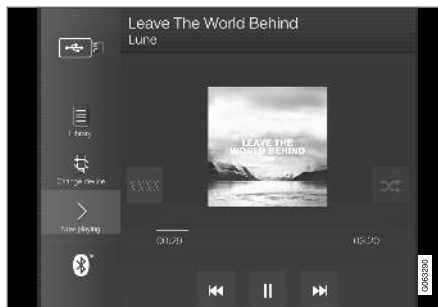 Leave The World Behind
Lune
Library
LEAVE THE
WORLD BEHIND
Change device
XXXX
Now playing
00:29
03:20
G063290